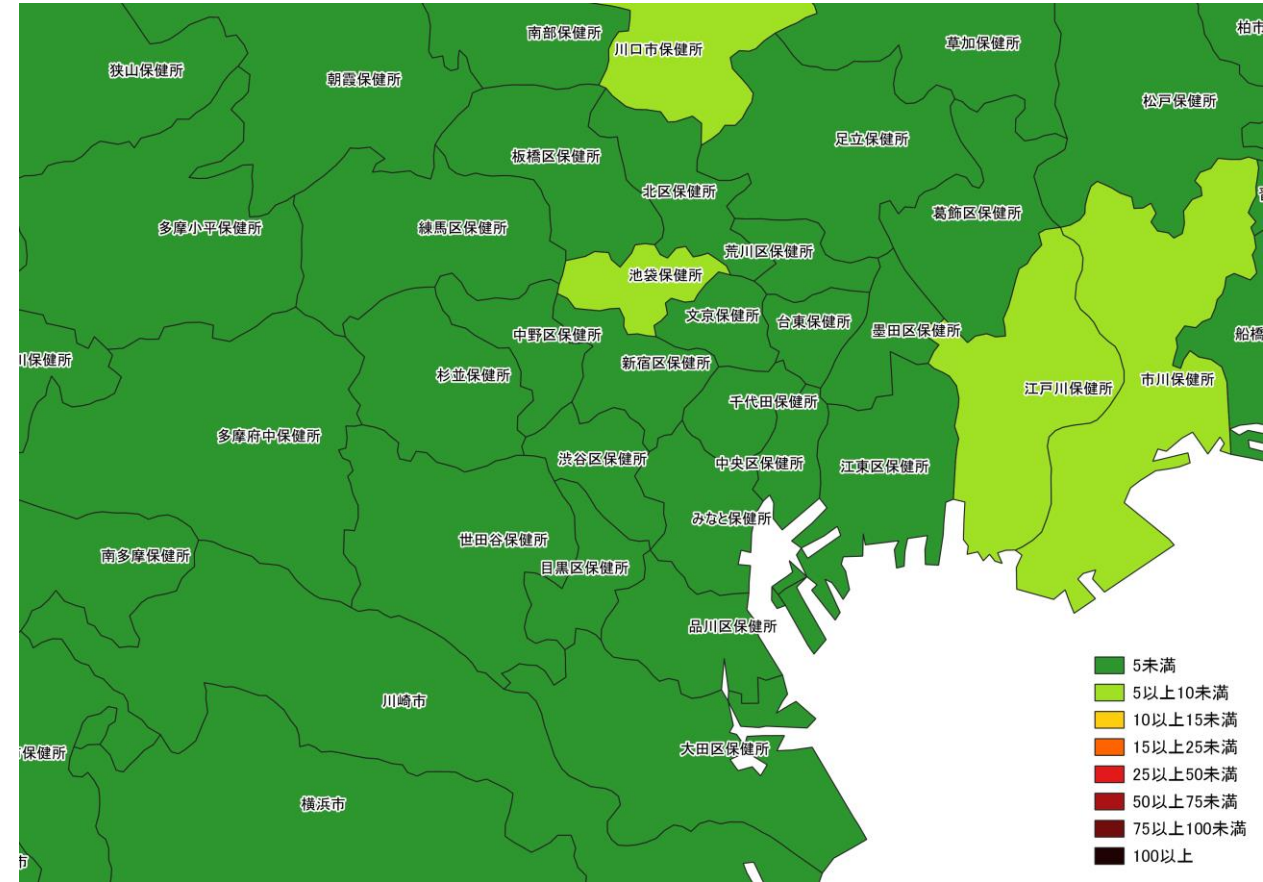 南部保健所
川口市保健所
草加保健所
柏市
狭山保健所
朝霞保健所
松戸保健所
足立保健所
板橋区保健所
北区保健所
葛飾区保健所
多摩小平保健所
練馬区保健所
荒川区保健所
池袋保健所
文京保健所
台東保健所
墨田区保健所
中野区保健所
船橋
川保健所
新宿区保健所
杉並保健所
江戸川保健所
市川保健所
千代田保健所
多摩府中保健所
渋谷区保健所
中央区保健所
江東区保健所
みなと保健所
世田谷保健所
南多摩保健所
目黒区保健所
品川区保健所
川崎市
大田区保健所
保健所
横浜市
市
5未満
5以上10未満
10以上15未満
15以上25未満
25以上50未満
50以上75未満
75以上100未満
100以上